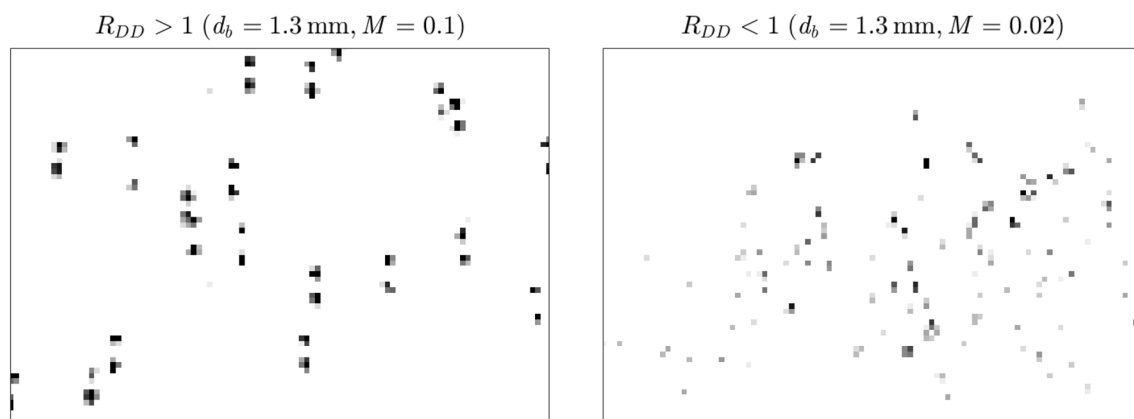 R_{DD} > 1 (d_b = 1.3 mm, M = 0.1)
R_{DD} < 1 (d_b = 1.3 mm, M = 0.02)